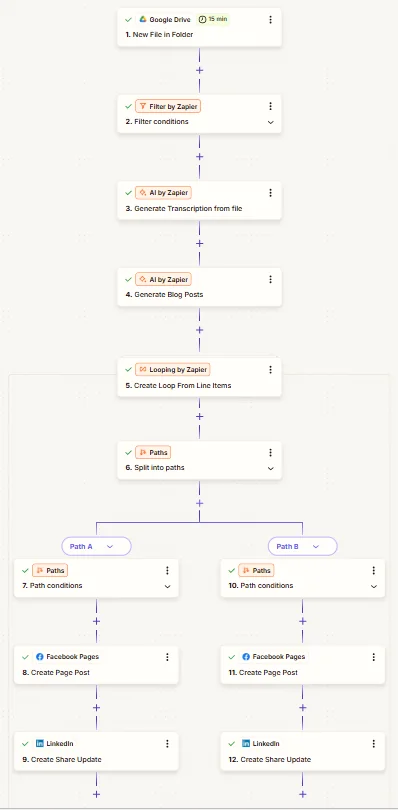 Google Drive 15 min
1. New File in Folder
Filter by Zapier
2. Filter conditions
AI by Zapier
3. Generate Transcription from file
AI by Zapier
4. Generate Blog Posts
Looping by Zapier
5. Create Loop From Line Items
Paths
6. Split into paths
Path A
Path B
Paths
7. Path conditions
Paths
10. Path conditions
Facebook Pages
8. Create Page Post
Facebook Pages
11. Create Page Post
LinkedIn
9. Create Share Update
LinkedIn
12. Create Share Update